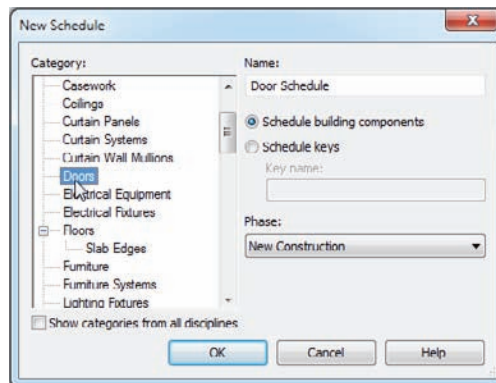 New Schedule
Category:
Casework
Ceilings
Curtain Panels
Curtain Systems
Curtain Wall Mullions
Doors
Electrical Equipment
Electrical Fixtures
Floors
Slab Edges
Furniture
Furniture Systems
Lighting Fixtures
Show categories from all disciplines
Name:
Door Schedule
Schedule building components
Schedule keys
Key name:
Phase:
New Construction
OK
Cancel
Help